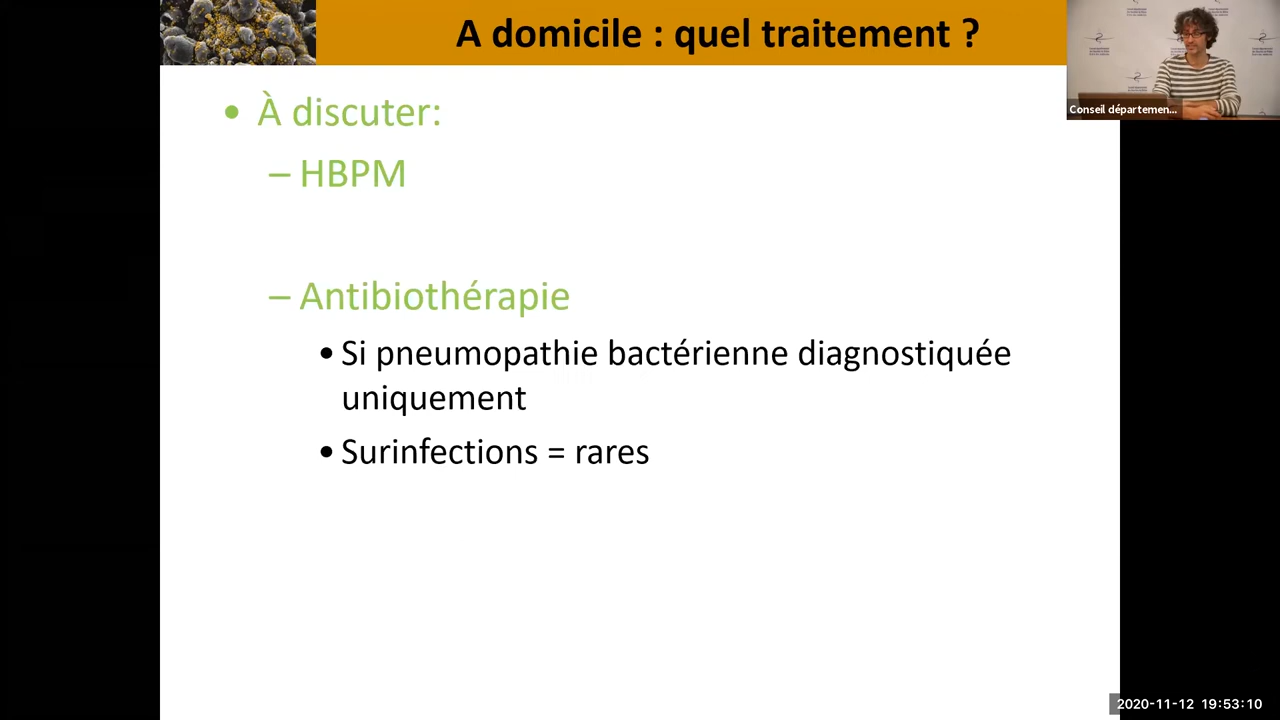 A domicile : quel traitement ?
Conseil départemen...
• À discuter:
– HBPM
– Antibiothérapie
• Si pneumopathie bactérienne diagnostiquée
uniquement
• Surinfections = rares
2020-11-12 19:53:10